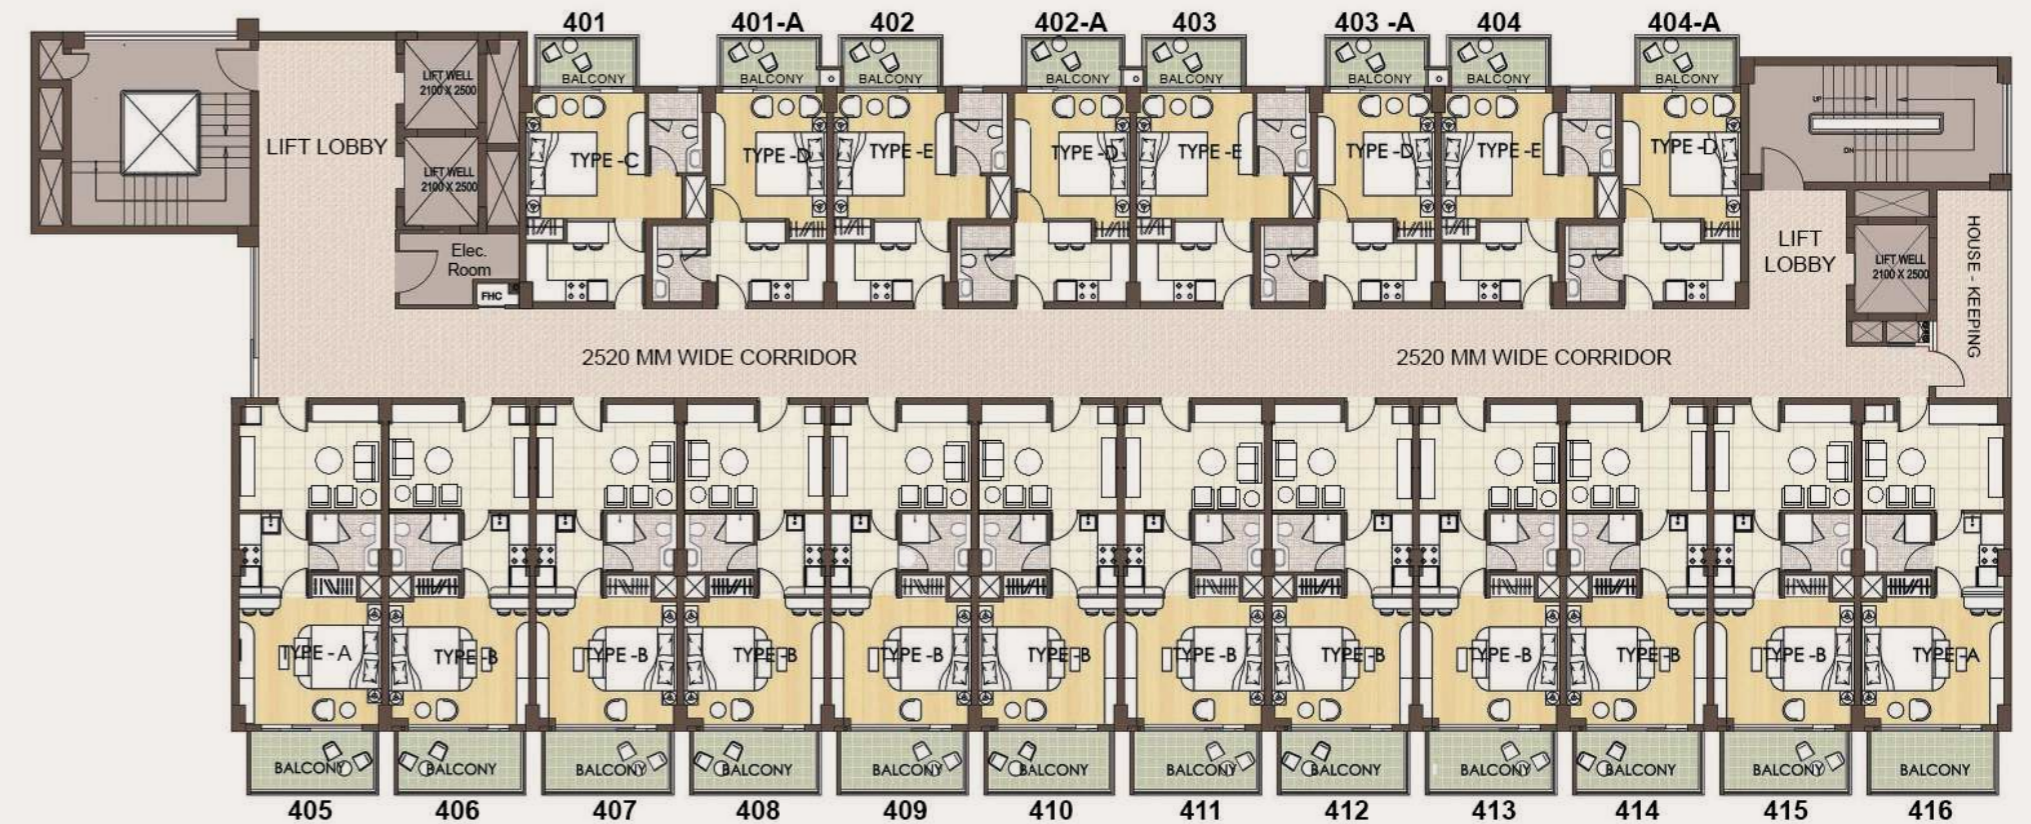 401 401-A 402 402-A 403 403 -A 404 404-A
BALCONY BALCONY BALCONY BALCONY BALCONY BALCONY BALCONY BALCONY
LIFT WELL
2100 X 2500
LIFT LOBBY
TYPE -C TYPE -D TYPE -E TYPE -D TYPE -E TYPE -D TYPE -E TYPE -D
UP
DN
LIFT WELL
2100 X 2500
Elec.
Room
FHC
LIFT
LOBBY
LIFT WELL
2100 X 2500
HOUSE - KEEPING
2520 MM WIDE CORRIDOR 2520 MM WIDE CORRIDOR
TYPE - A TYPE -B TYPE -B TYPE -B TYPE -B TYPE -B TYPE -B TYPE -B TYPE -B TYPE -B TYPE -B TYPE -A
BALCONY BALCONY BALCONY BALCONY BALCONY BALCONY BALCONY BALCONY BALCONY BALCONY BALCONY BALCONY
405 406 407 408 409 410 411 412 413 414 415 416